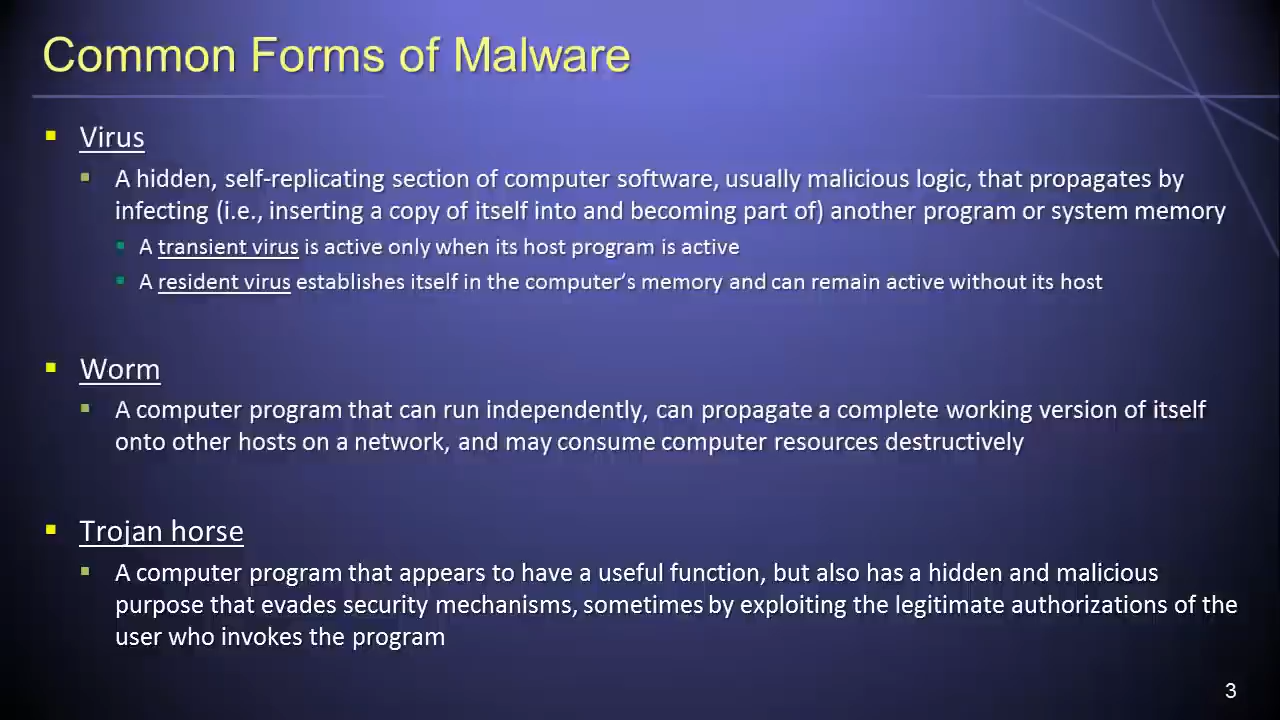 Common Forms of Malware
Virus
A hidden, self-replicating section of computer software, usually malicious logic, that propagates by
infecting (i.e., inserting a copy of itself into and becoming part of) another program or system memory
A transient virus is active only when its host program is active
A resident virus establishes itself in the computer’s memory and can remain active without its host
Worm
A computer program that can run independently, can propagate a complete working version of itself
onto other hosts on a network, and may consume computer resources destructively
Trojan horse
A computer program that appears to have a useful function, but also has a hidden and malicious
purpose that evades security mechanisms, sometimes by exploiting the legitimate authorizations of the
user who invokes the program
3